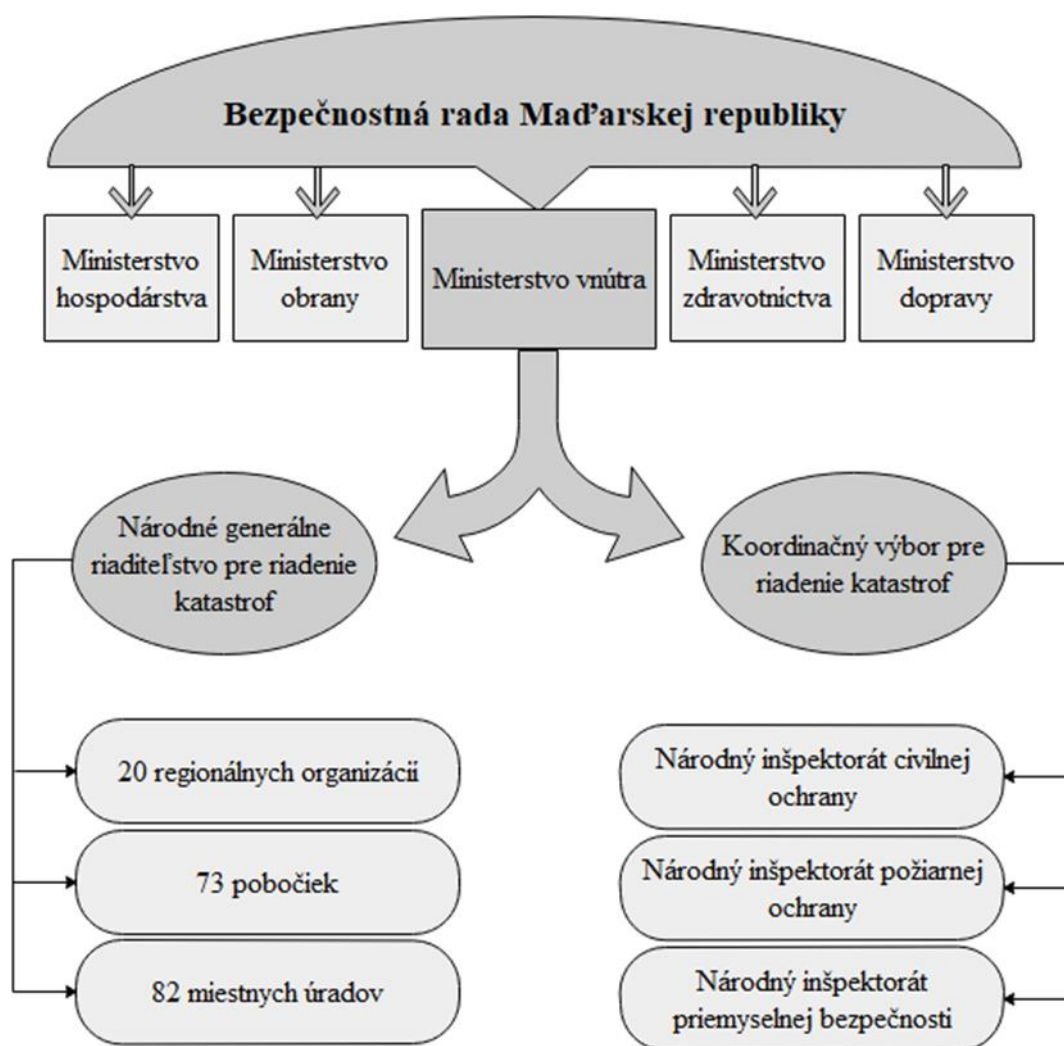 Bezpečnostná rada Maďarskej republiky
Ministerstvo
hospodárstva
Ministerstvo
obrany
Ministerstvo vnútra
Ministerstvo
zdravotníctva
Ministerstvo
dopravy
Národné generálne
riaditeľstvo pre riadenie
katastrof
Koordinačný výbor pre
riadenie katastrof
20 regionálnych organizácií
73 pobočiek
82 miestnych úradov
Národný inšpektorát civilnej
ochrany
Národný inšpektorát požiarnej
ochrany
Národný inšpektorát
priemyselnej bezpečnosti